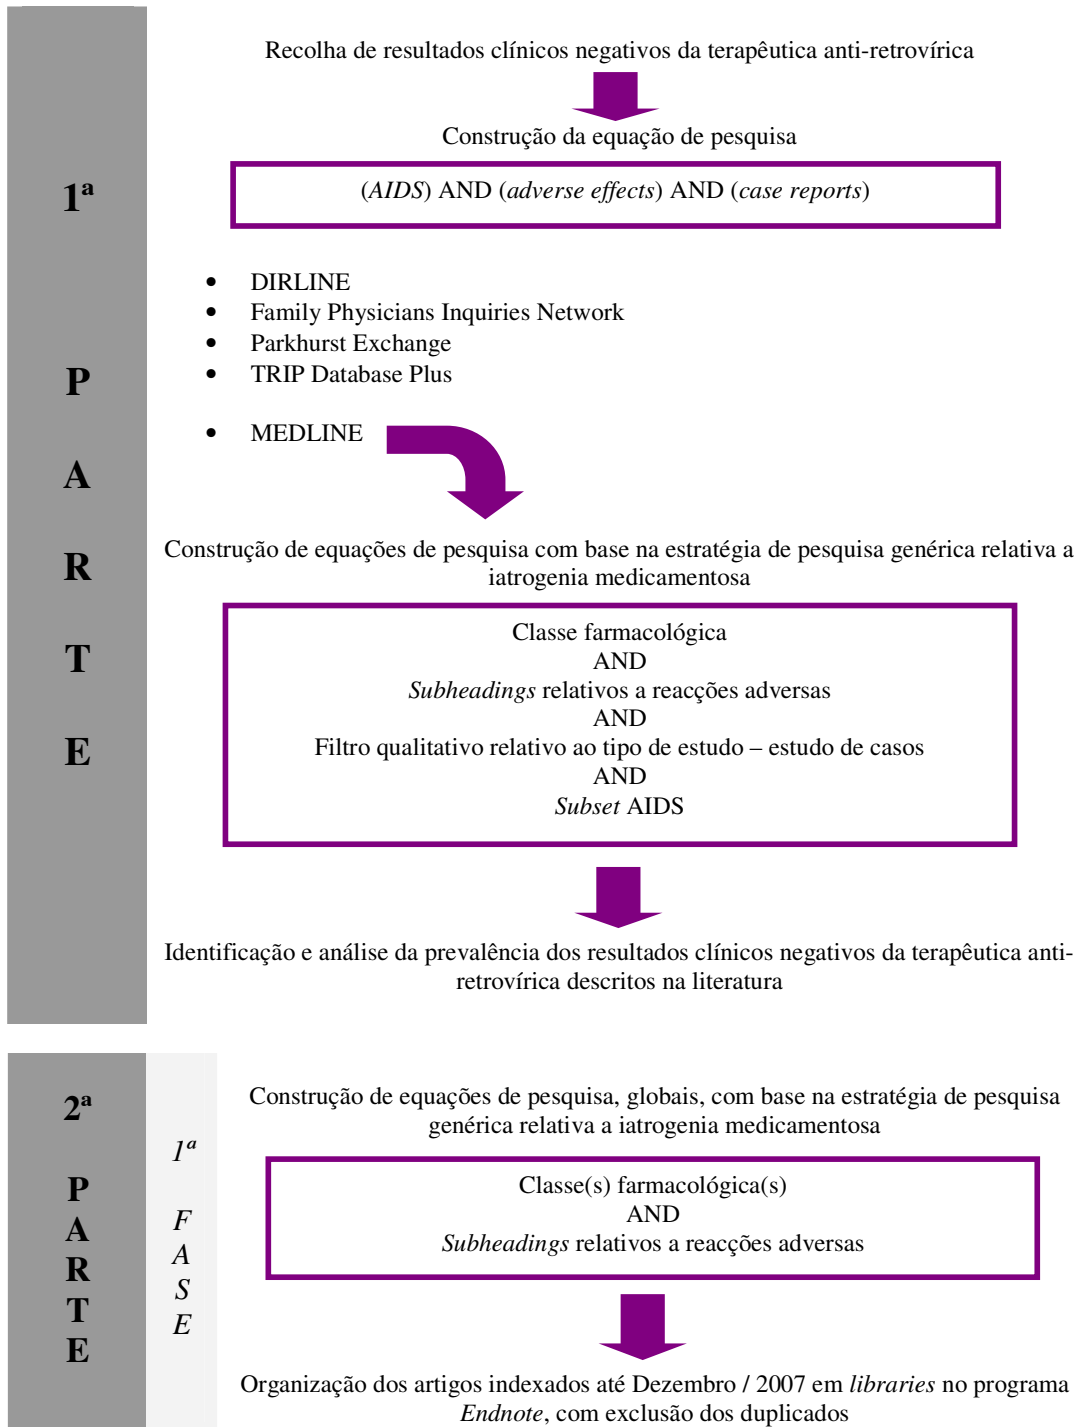 Recolha de resultados clínicos negativos da terapêutica anti-retrovírica
Construção da equação de pesquisa
1ª
(AIDS) AND (adverse effects) AND (case reports)
• DIRLINE
• Family Physicians Inquiries Network
• Parkhurst Exchange
• TRIP Database Plus
• MEDLINE
P
A
R
T
E
Construção de equações de pesquisa com base na estratégia de pesquisa genérica relativa a
iatrogenia medicamentosa
Classe farmacológica
AND
Subheadings relativos a reacções adversas
AND
Filtro qualitativo relativo ao tipo de estudo – estudo de casos
AND
Subset AIDS
Identificação e análise da prevalência dos resultados clínicos negativos da terapêutica anti-
retrovírica descritos na literatura
2ª
P
A
R
T
E
1ª
F
A
S
E
Construção de equações de pesquisa, globais, com base na estratégia de pesquisa
genérica relativa a iatrogenia medicamentosa
Classe(s) farmacológica(s)
AND
Subheadings relativos a reacções adversas
Organização dos artigos indexados até Dezembro / 2007 em libraries no programa
Endnote, com exclusão dos duplicados